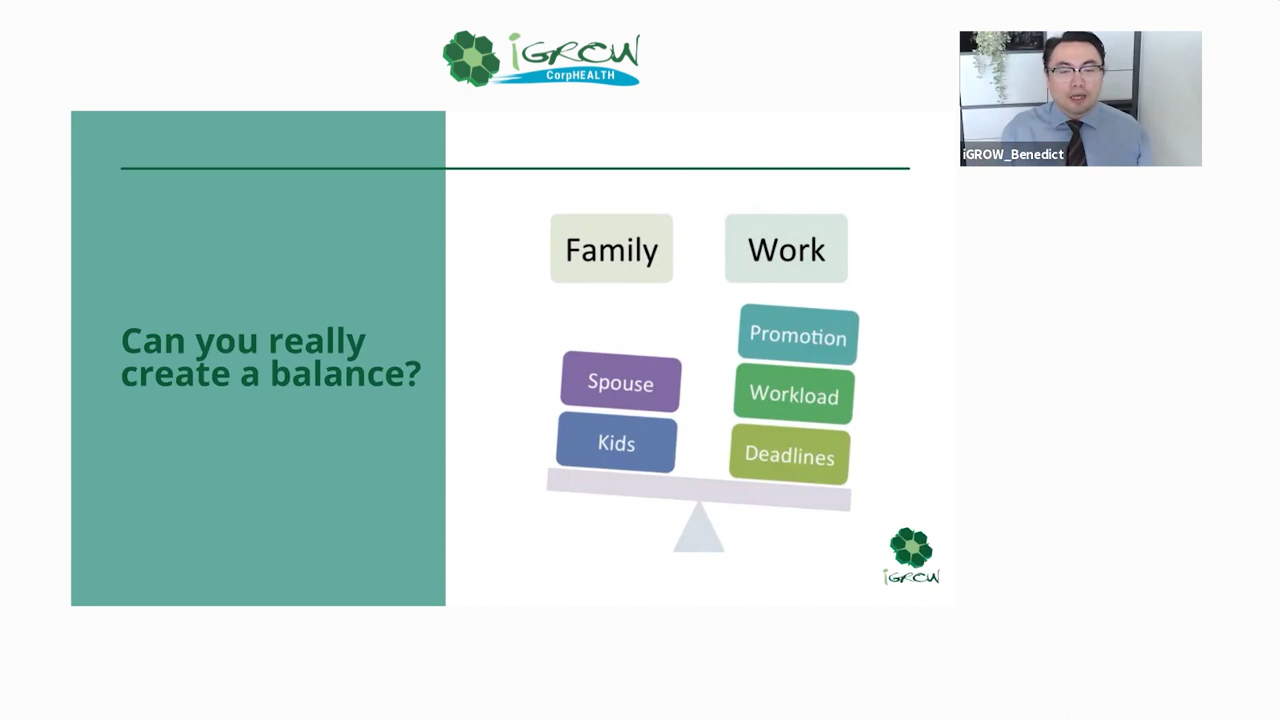 iGROW
CorpHEALTH
iGROW_Benedict
Can you really
create a balance?
Family
Work
Promotion
Spouse
Workload
Kids
Deadlines
iGROW